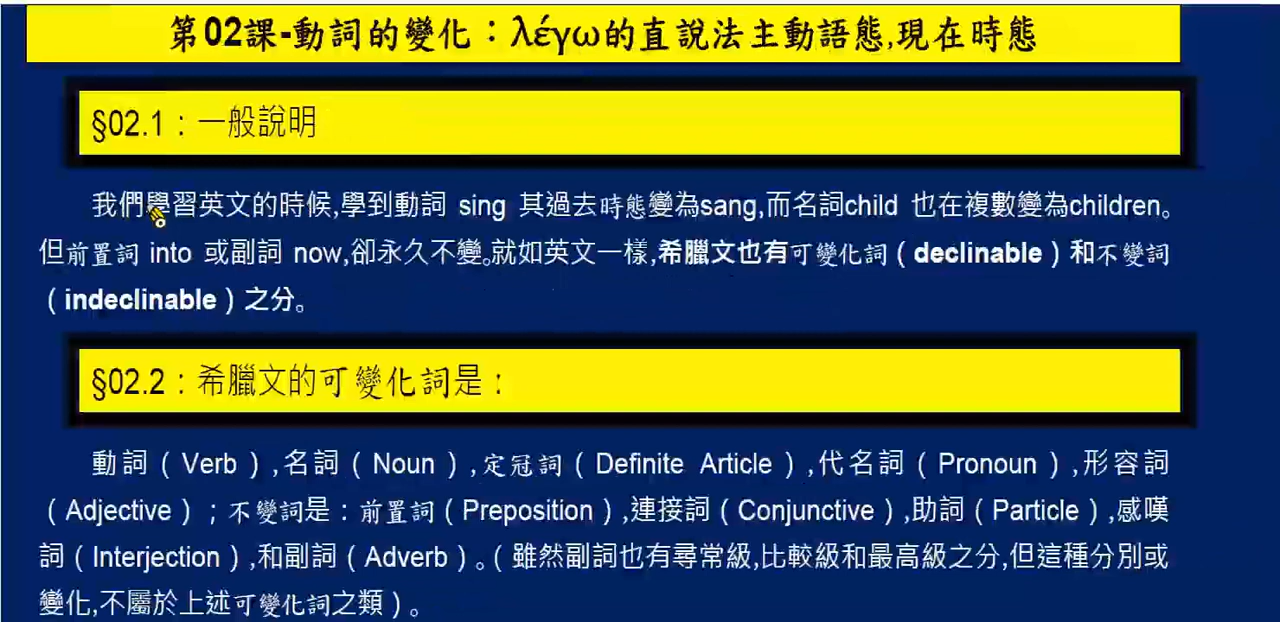 第02課-動詞的變化：λέγω的直說法主動語態,現在時態
§02.1：一般說明
我們學習英文的時候,學到動詞 sing 其過去時態變為sang,而名詞child 也在複數變為children。
但前置詞 into 或副詞 now,卻永久不變。就如英文一樣,希臘文也有可變化詞（declinable）和不變詞
（indeclinable）之分。
§02.2：希臘文的可變化詞是：
動詞（Verb）,名詞（Noun）,定冠詞（Definite Article）,代名詞（Pronoun）,形容詞
（Adjective）；不變詞是：前置詞（Preposition）,連接詞（Conjunctive）,助詞（Particle）,感嘆
詞（Interjection）,和副詞（Adverb）。（雖然副詞也有尋常級,比較級和最高級之分,但這種分別或
變化,不屬於上述可變化詞之類）。